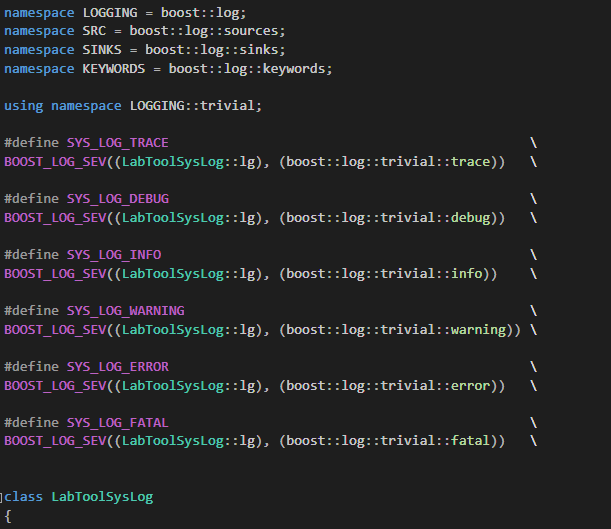 namespace LOGGING = boost::log;
namespace SRC = boost::log::sources;
namespace SINKS = boost::log::sinks;
namespace KEYWORDS = boost::log::keywords;
using namespace LOGGING::trivial;
#define SYS_LOG_TRACE \
BOOST_LOG_SEV((LabToolSysLog::lg), (boost::log::trivial::trace)) \
#define SYS_LOG_DEBUG \
BOOST_LOG_SEV((LabToolSysLog::lg), (boost::log::trivial::debug)) \
#define SYS_LOG_INFO \
BOOST_LOG_SEV((LabToolSysLog::lg), (boost::log::trivial::info)) \
#define SYS_LOG_WARNING \
BOOST_LOG_SEV((LabToolSysLog::lg), (boost::log::trivial::warning)) \
#define SYS_LOG_ERROR \
BOOST_LOG_SEV((LabToolSysLog::lg), (boost::log::trivial::error)) \
#define SYS_LOG_FATAL \
BOOST_LOG_SEV((LabToolSysLog::lg), (boost::log::trivial::fatal)) \
class LabToolSysLog
{